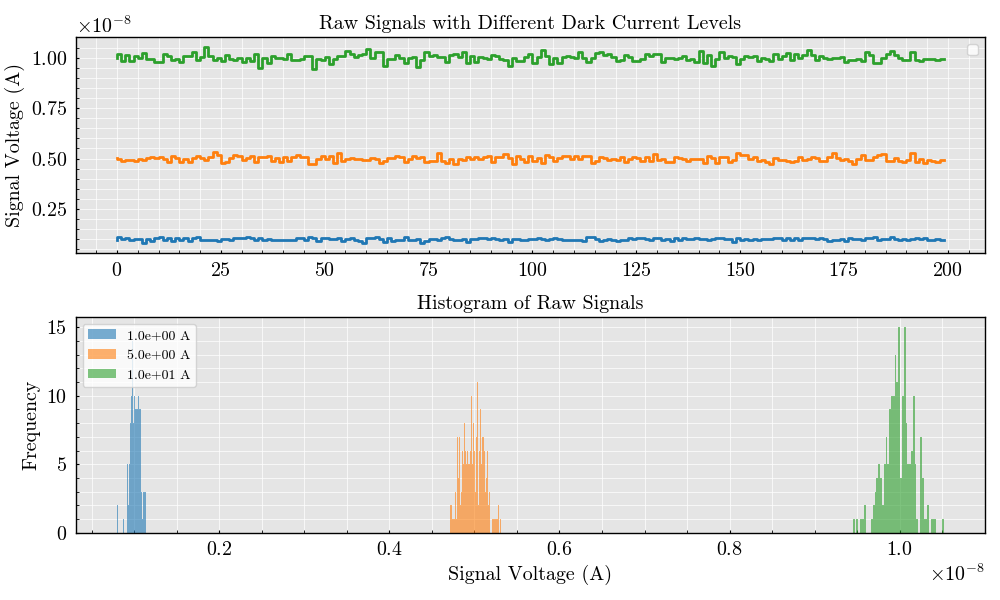 Raw Signals with Different Dark Current Levels
×10⁻⁸
Signal Voltage (A)
1.00
0.75
0.50
0.25
0 25 50 75 100 125 150 175 200
Histogram of Raw Signals
Frequency
15
10
5
0
1.0e+00 A
5.0e+00 A
1.0e+01 A
0.2 0.4 0.6 0.8 1.0
Signal Voltage (A)
×10⁻⁸